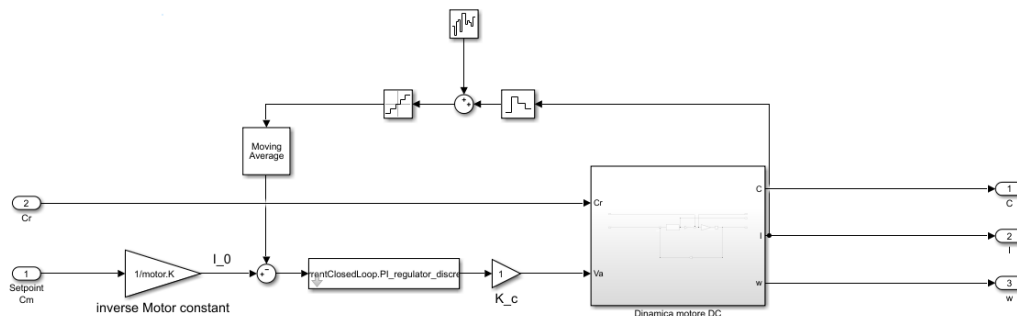 Moving
Average
2
Cr
1
Setpoint
Cm
1/motor.K
inverse Motor constant
I_0
rentClosedLoop.PI_regulator_discre
1
K_c
Cr
Va
C
I
w
Dinamica motore DC
1
C
2
I
3
w